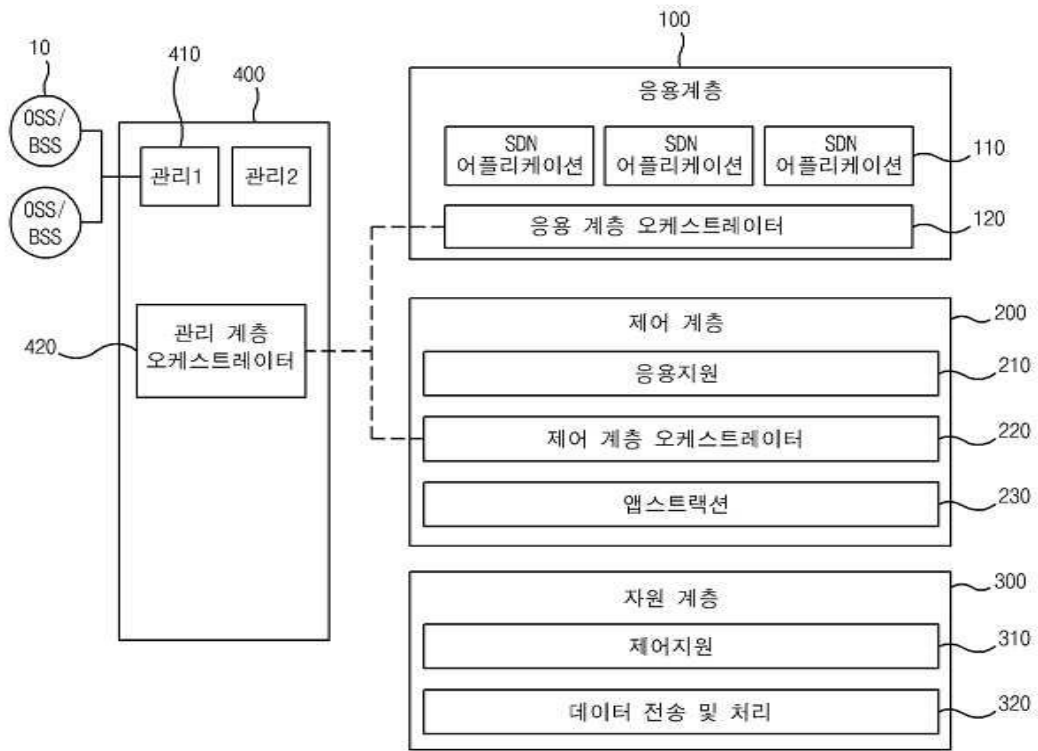 100
10
410
400
OSS/
BSS
응용계층
SDN
어플리케이션
SDN
어플리케이션
SDN
어플리케이션
110
관리1
관리2
OSS/
BSS
응용 계층 오케스트레이터
120
제어 계층
200
관리 계층
오케스트레이터
420
응용지원
210
제어 계층 오케스트레이터
220
앱스트랙션
230
자원 계층
300
제어지원
310
데이터 전송 및 처리
320